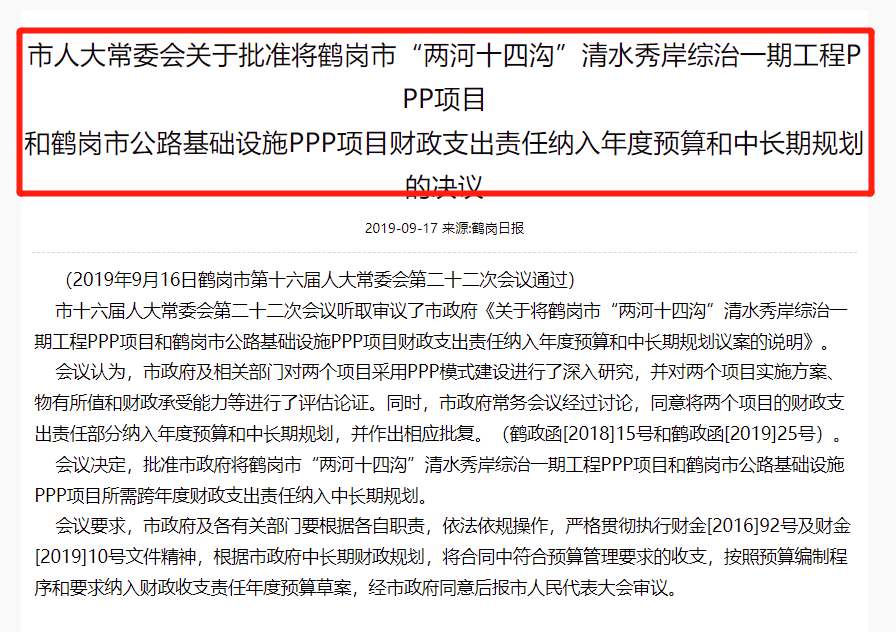 市人大常委会关于批准将鹤岗市“两河十四沟”清水秀岸综治一期工程P
PP项目
和鹤岗市公路基础设施PPP项目财政支出责任纳入年度预算和中长期规划
的决议
2019-09-17 来源:鹤岗日报
（2019年9月16日鹤岗市第十六届人大常委会第二十二次会议通过）
市十六届人大常委会第二十二次会议听取审议了市政府《关于将鹤岗市“两河十四沟”清水秀岸综治一
期工程PPP项目和鹤岗市公路基础设施PPP项目财政支出责任纳入年度预算和中长期规划议案的说明》。
会议认为，市政府及相关部门对两个项目采用PPP模式建设进行了深入研究，并对两个项目实施方案、
物有所值和财政承受能力等进行了评估论证。同时，市政府常务会议经过讨论，同意将两个项目的财政支
出责任部分纳入年度预算和中长期规划，并作出相应批复。（鹤政函[2018]15号和鹤政函[2019]25号）。
会议决定，批准市政府将鹤岗市“两河十四沟”清水秀岸综治一期工程PPP项目和鹤岗市公路基础设施
PPP项目所需跨年度财政支出责任纳入中长期规划。
会议要求，市政府及各有关部门要根据各自职责，依法依规操作，严格贯彻执行财金[2016]92号及财金
[2019]10号文件精神，根据市政府中长期财政规划，将合同中符合预算管理要求的收支，按照预算编制程
序和要求纳入财政收支责任年度预算草案，经市政府同意后报市人民代表大会审议。